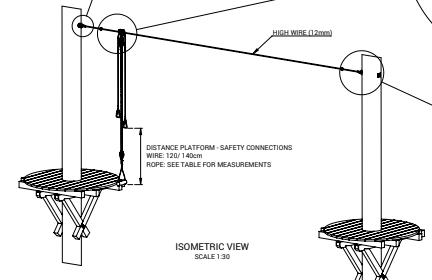 HIGH WIRE (12mm)
DISTANCE PLATFORM - SAFETY CONNECTIONS
WIRE: 120/ 140cm
ROPE: SEE TABLE FOR MEASUREMENTS
ISOMETRIC VIEW
SCALE 1:30